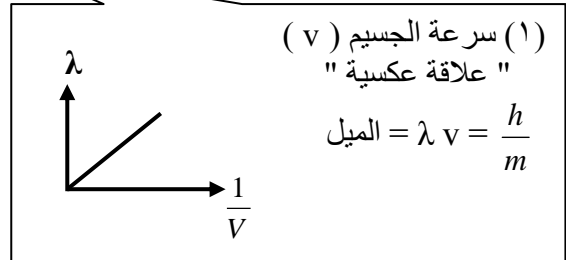 (١) سرعة الجسيم ( v )
" علاقة عكسية "
الميل = λ v = h/m
λ
1/V